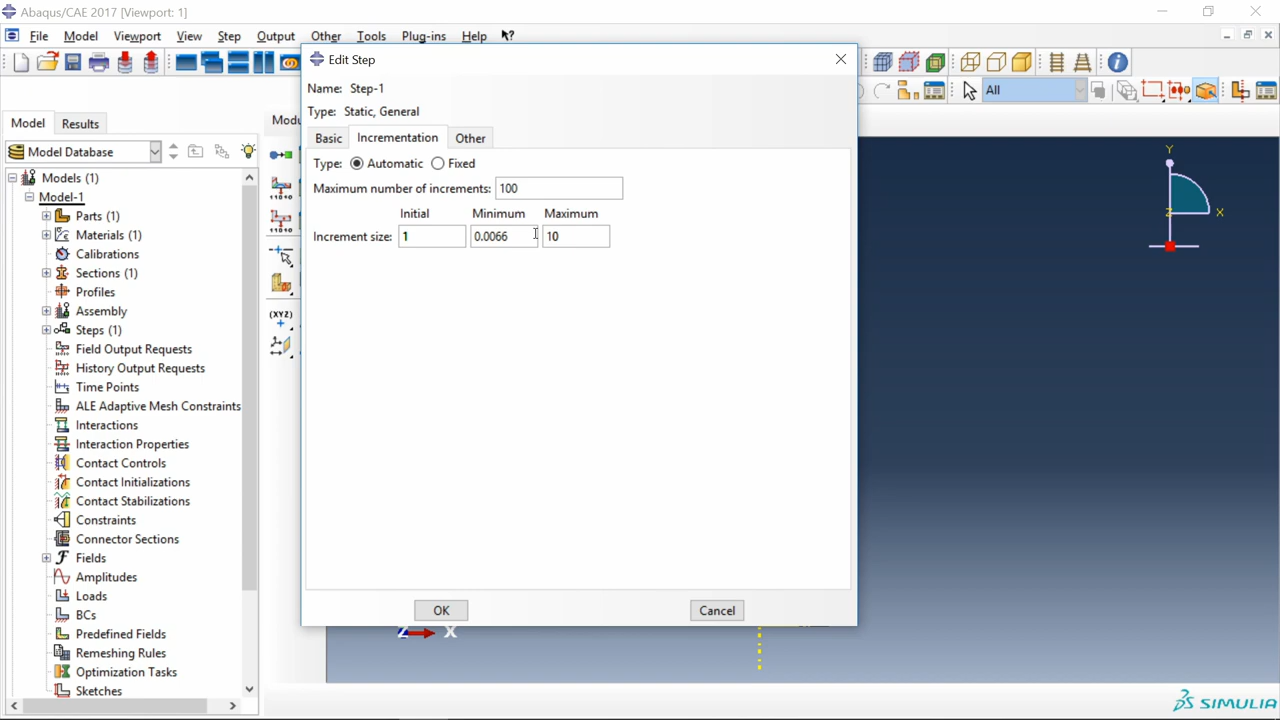 Abaqus/CAE 2017 [Viewport: 1]
File Model Viewport View Step Output Other Tools Plug-ins Help
All
Model Results
Model Database
Models (1)
Model-1
Parts (1)
Materials (1)
Calibrations
Sections (1)
Profiles
Assembly
Steps (1)
Field Output Requests
History Output Requests
Time Points
ALE Adaptive Mesh Constraints
Interactions
Interaction Properties
Contact Controls
Contact Initializations
Contact Stabilizations
Constraints
Connector Sections
Fields
Amplitudes
Loads
BCs
Predefined Fields
Remeshing Rules
Optimization Tasks
Sketches
(XYZ)
Edit Step
Name: Step-1
Type: Static, General
Basic Incrementation Other
Type: Automatic Fixed
Maximum number of increments: 100
Initial Minimum Maximum
Increment size: 1 0.0066 10
OK Cancel
Y
Z X
Z X
SIMULIA